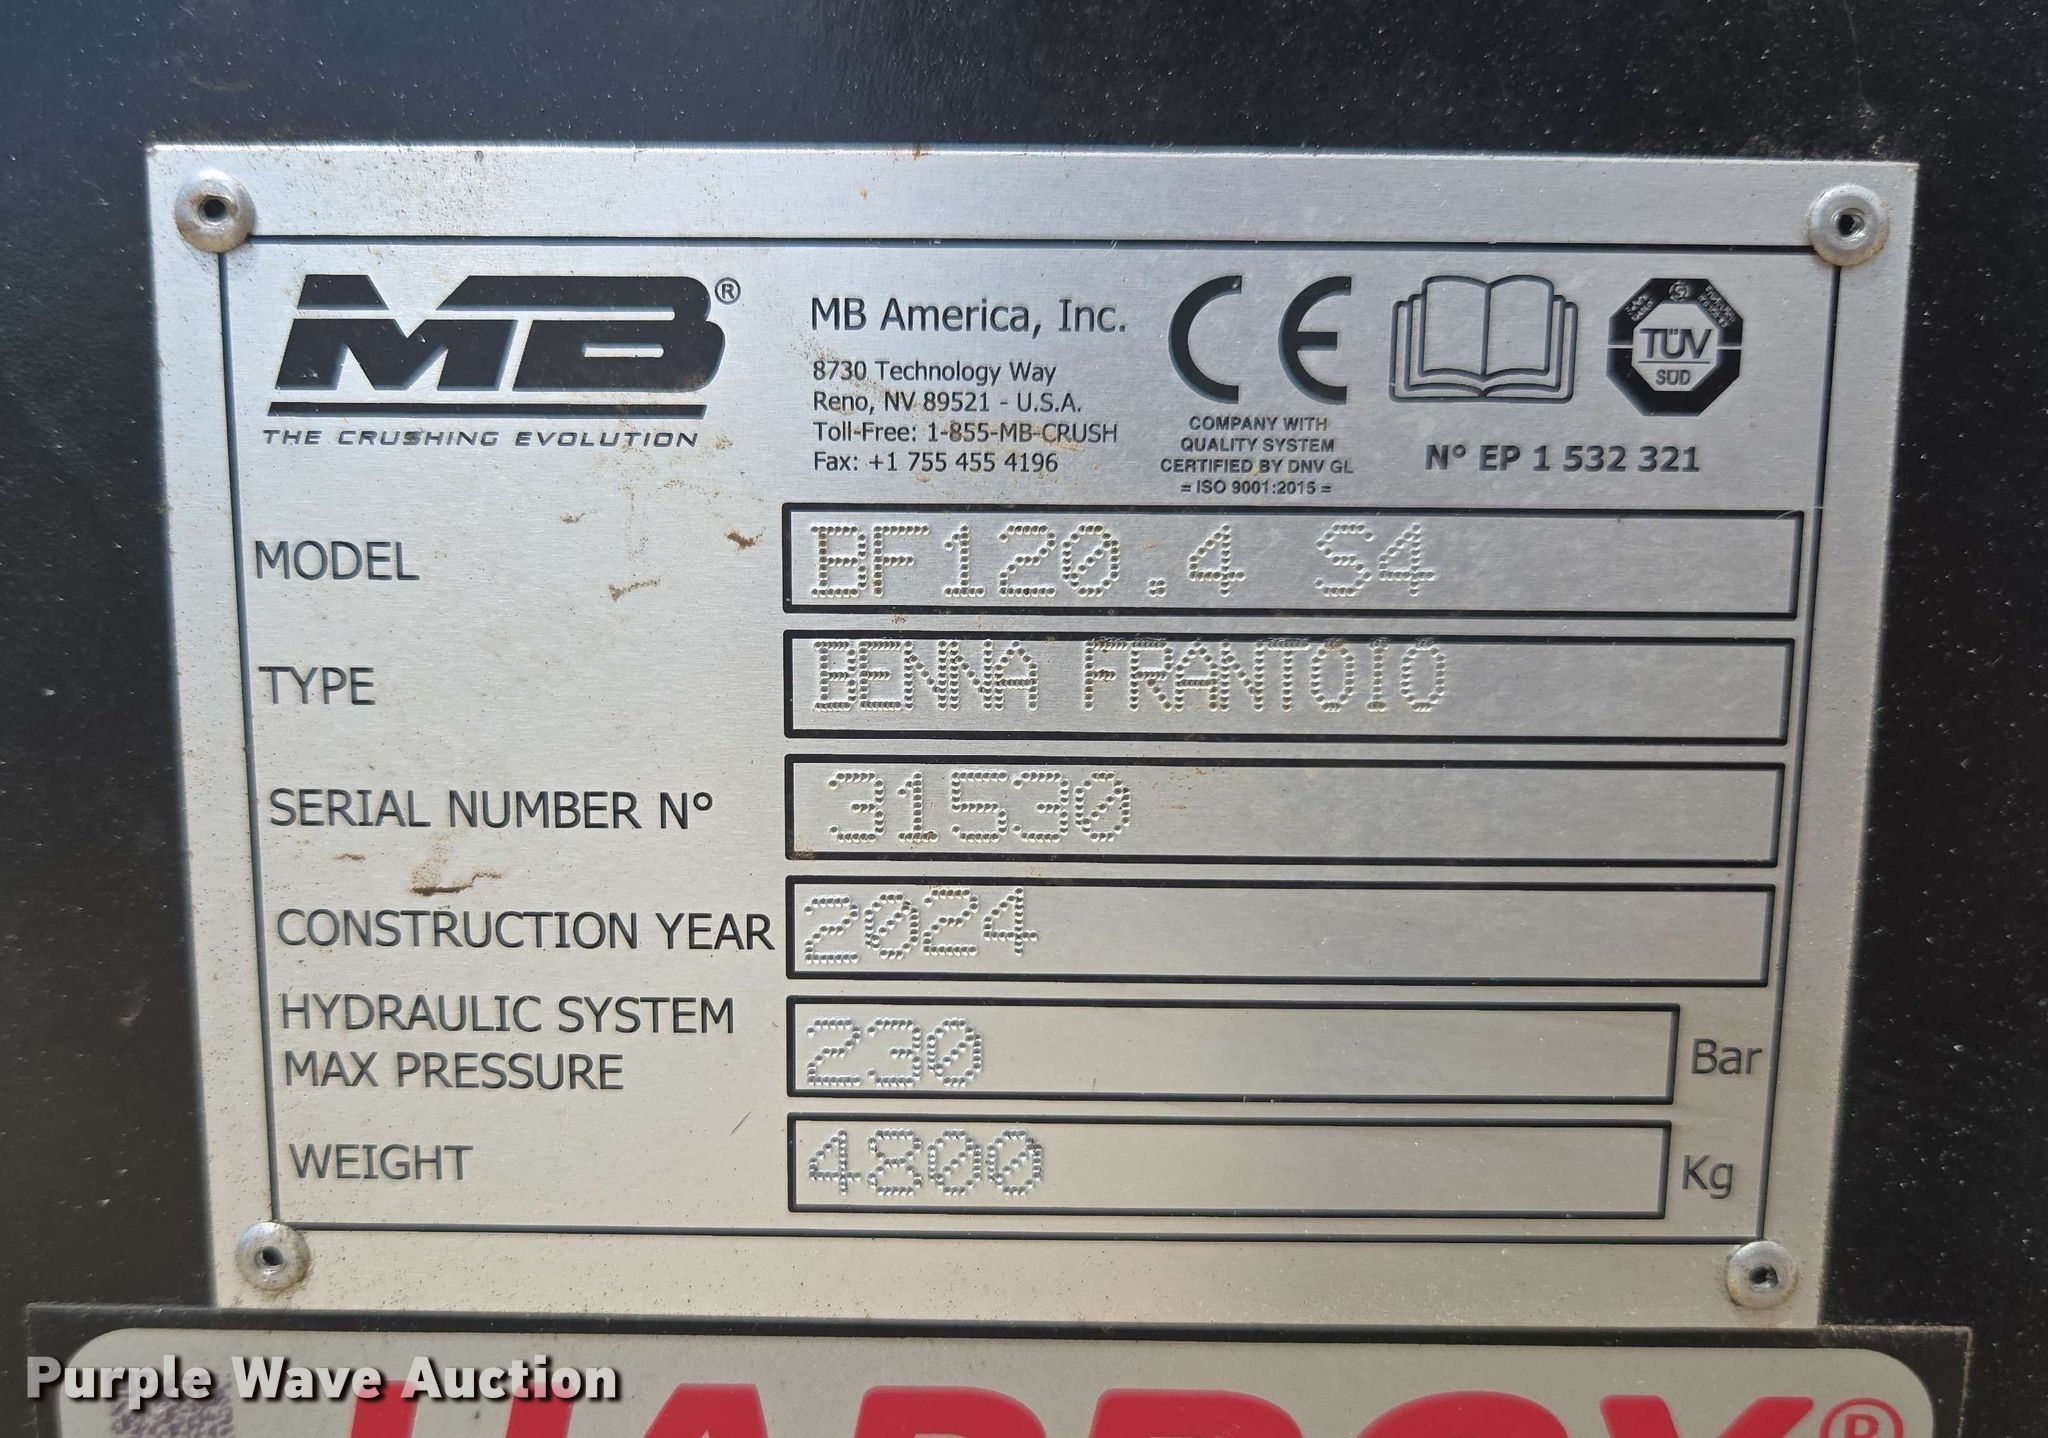 MB®
THE CRUSHING EVOLUTION
MB America, Inc.
8730 Technology Way
Reno, NV 89521 - U.S.A.
Toll-Free: 1-855-MB-CRUSH
Fax: +1 755 455 4196
CE
COMPANY WITH
QUALITY SYSTEM
CERTIFIED BY DNV GL
= ISO 9001:2015 =
TÜV
SÜD
N° EP 1 532 321
MODEL BF120.4 S4
TYPE BENNA FRANTOIO
SERIAL NUMBER N° 31530
CONSTRUCTION YEAR 2024
HYDRAULIC SYSTEM
MAX PRESSURE 230 Bar
WEIGHT 4800 Kg
Purple Wave Auction
HARDOX®